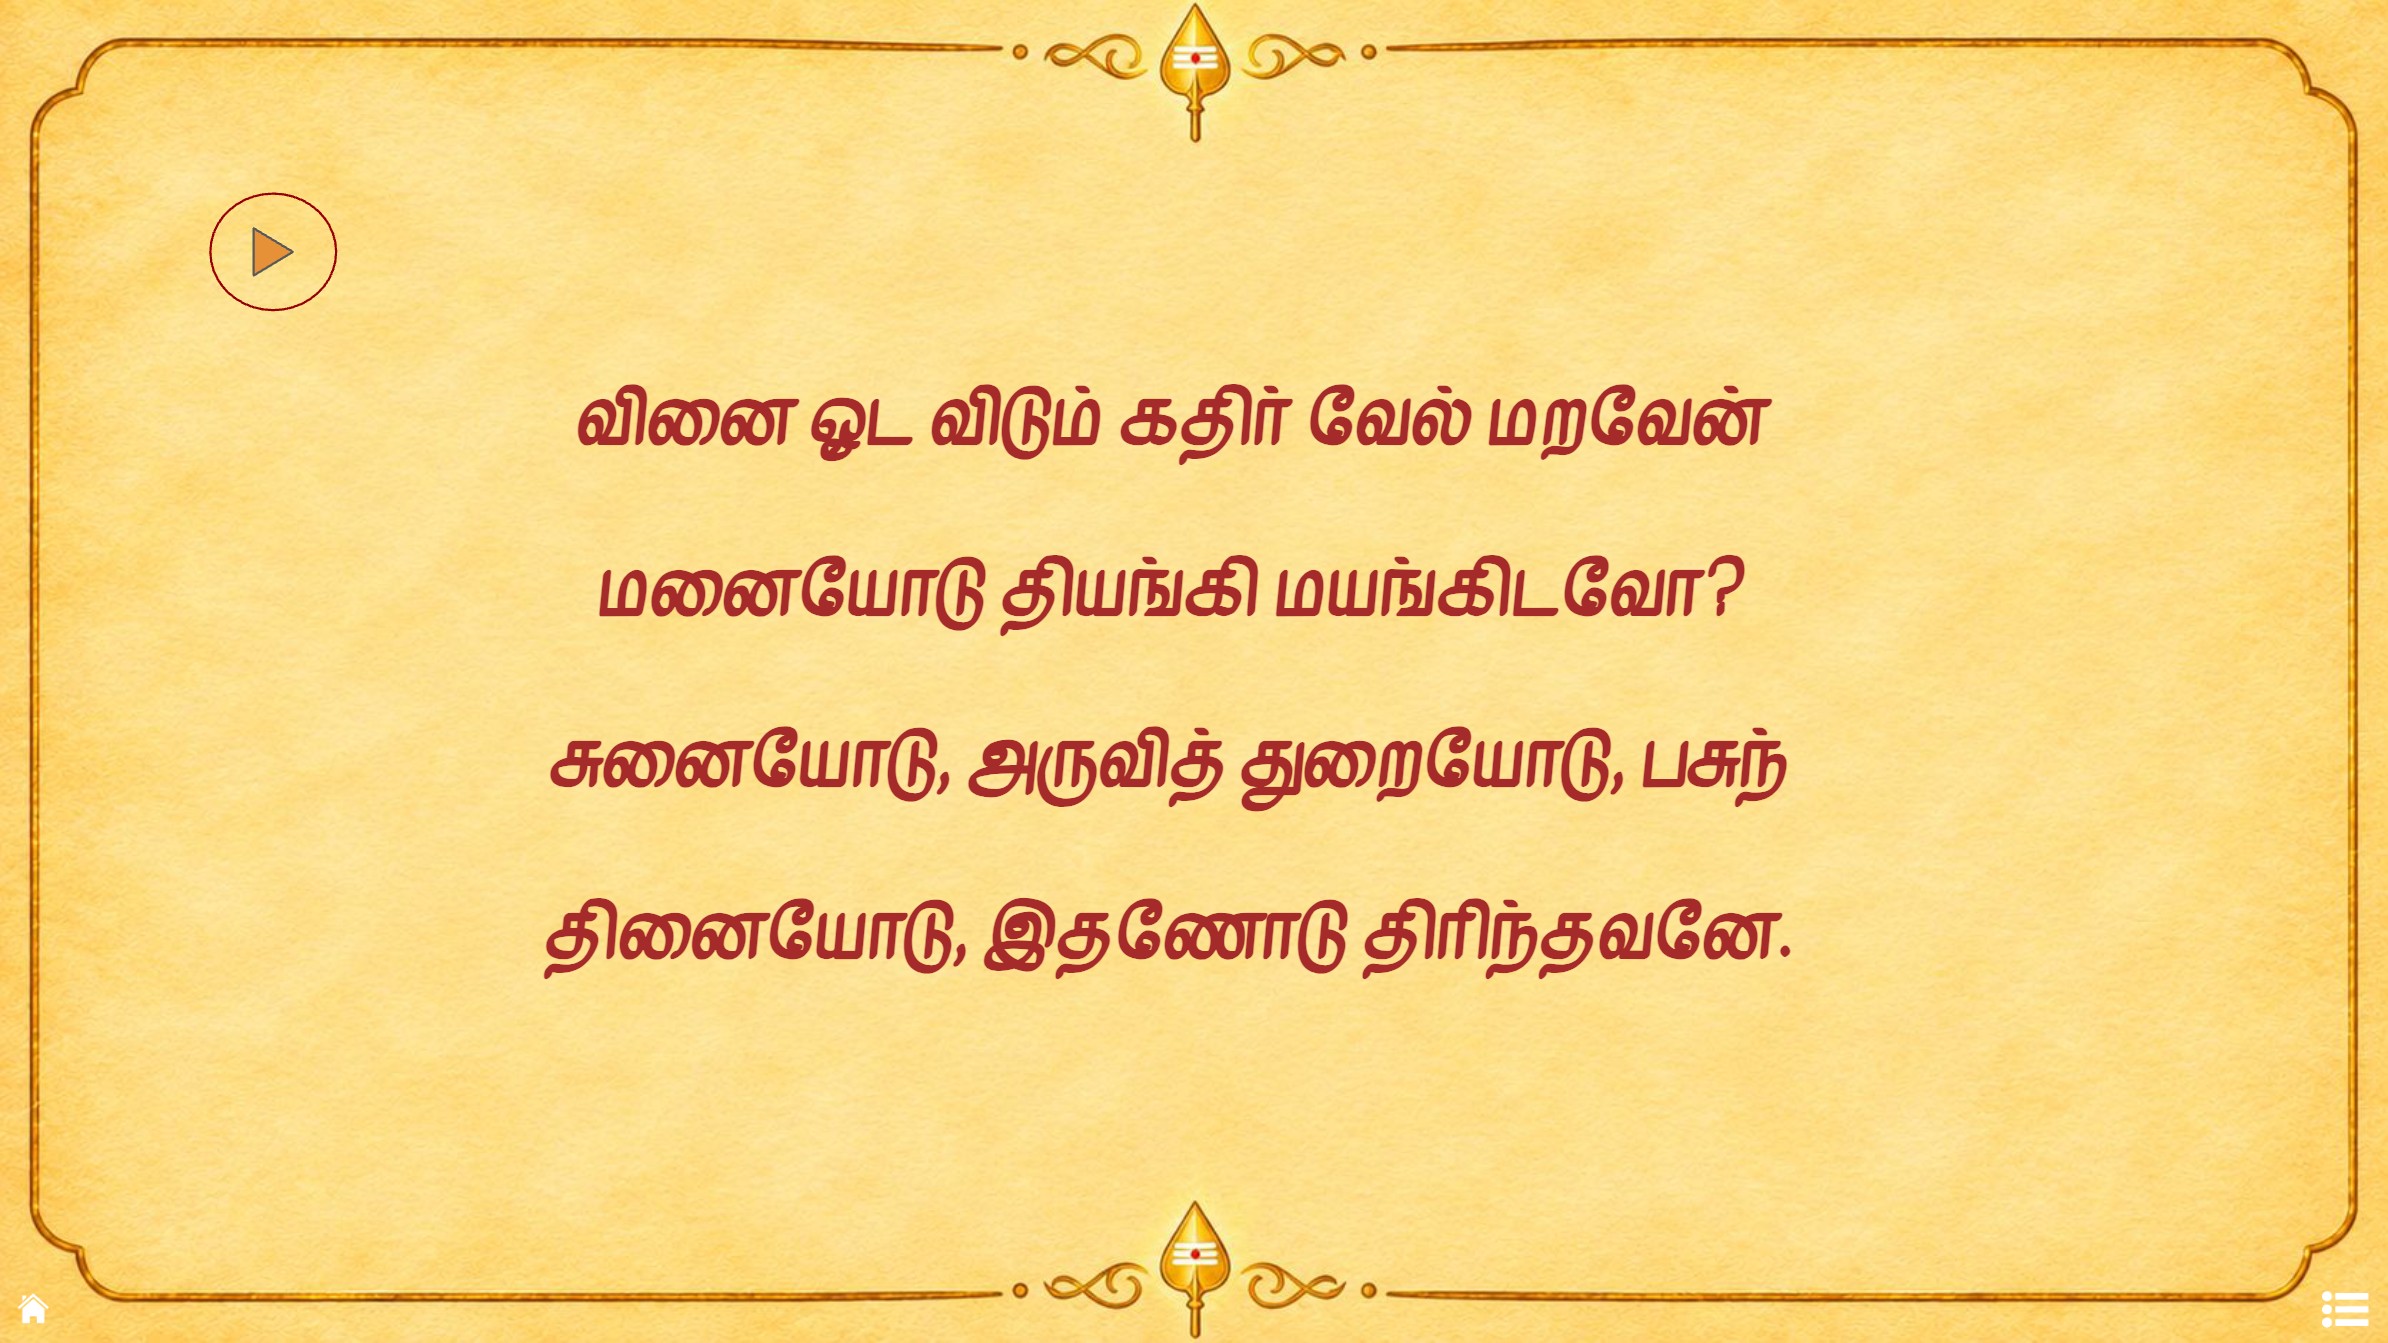 வினை ஓட விடும் கதிர் வேல் மறவேன்
மனையோடு தியங்கி மயங்கிடவோ?
சுனையோடு, அருவித் துறையோடு, பசுந்
தினையோடு, இதணோடு திரிந்தவனே.